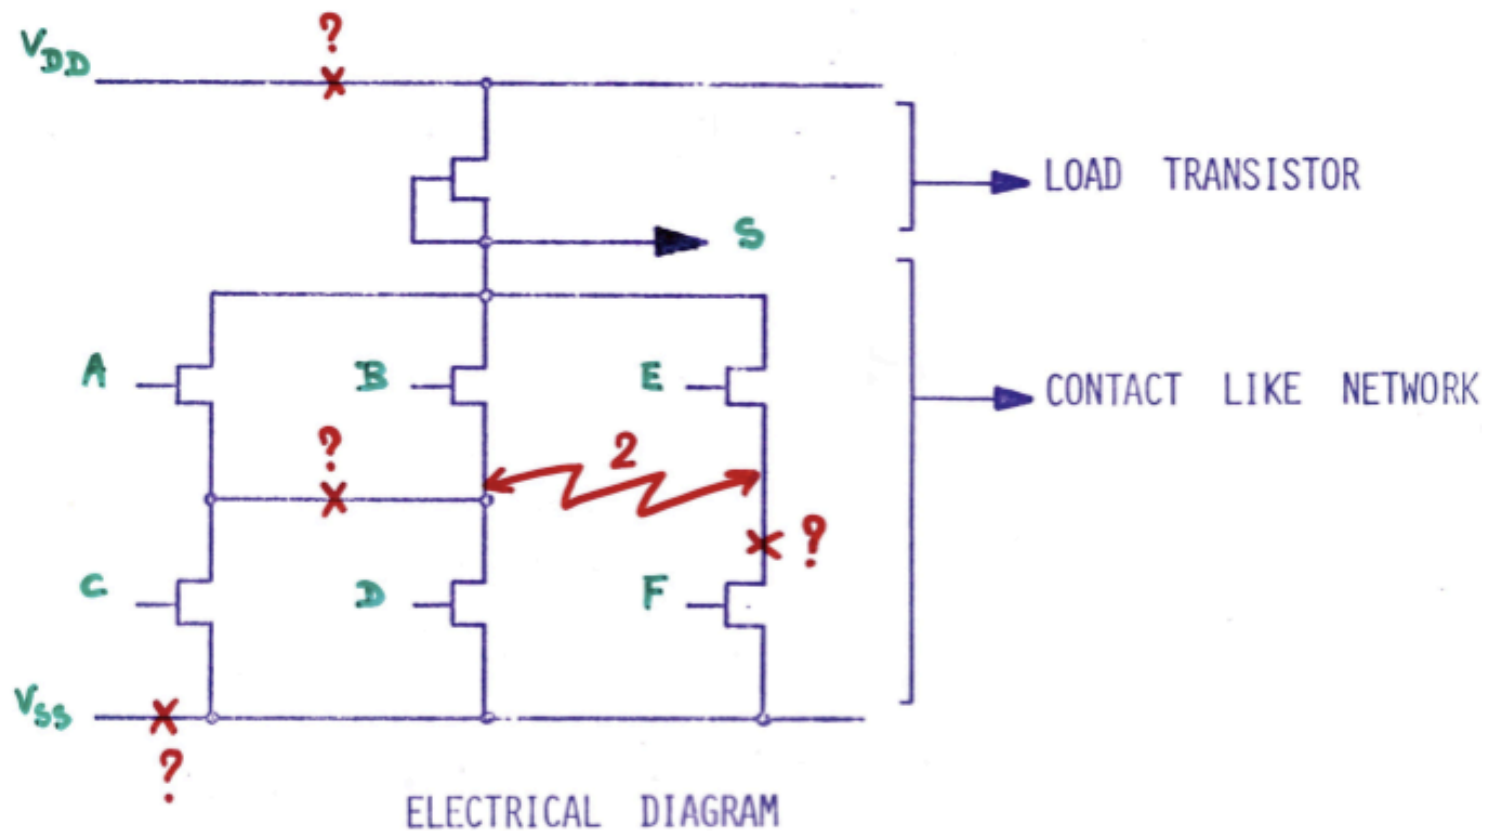 ?
VDD
LOAD TRANSISTOR
S
A
B
E
CONTACT LIKE NETWORK
?
2
?
C
D
F
VSS
?
ELECTRICAL DIAGRAM